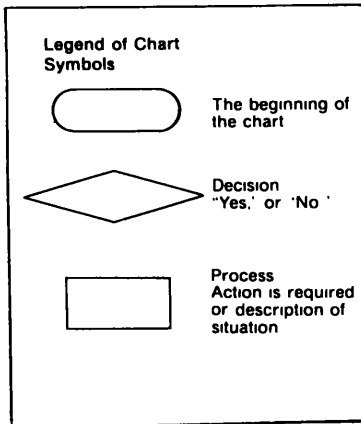 Legend of Chart
Symbols
The beginning of
the chart
Decision
"Yes,' or 'No '
Process
Action is required
or description of
situation